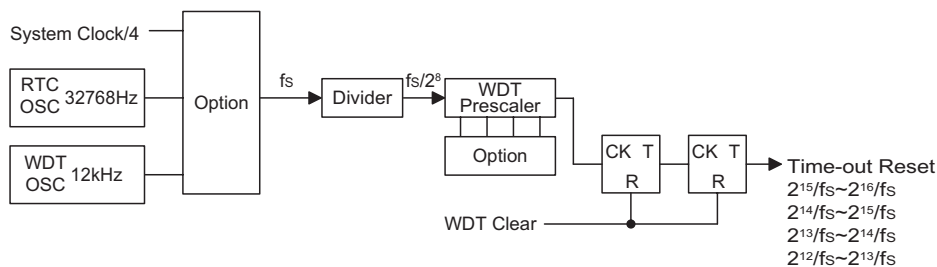 System Clock/4
RTC OSC 32768Hz
WDT OSC 12kHz
Option
fS
Divider
fS/2⁸
WDT Prescaler
Option
CK T
R
CK T
R
WDT Clear
Time-out Reset
2¹⁵/fS~2¹⁶/fS
2¹⁴/fS~2¹⁵/fS
2¹³/fS~2¹⁴/fS
2¹²/fS~2¹³/fS